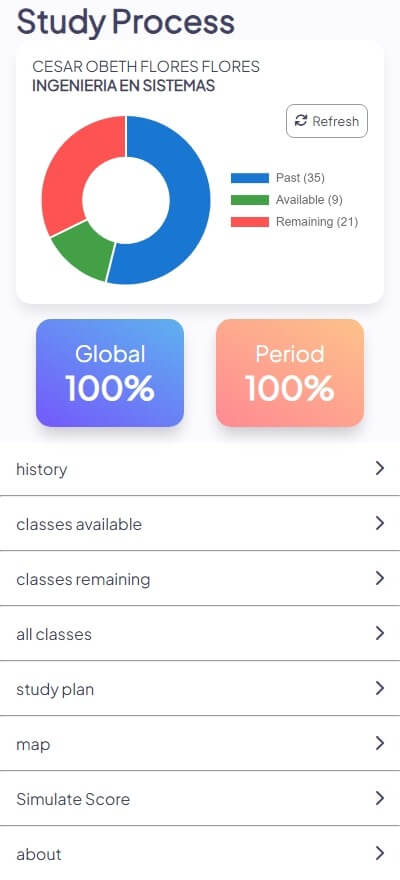 Study Process
CESAR OBETH FLORES FLORES
INGENIERIA EN SISTEMAS
Refresh
Past (35)
Available (9)
Remaining (21)
Global
100%
Period
100%
history
classes available
classes remaining
all classes
study plan
map
Simulate Score
about